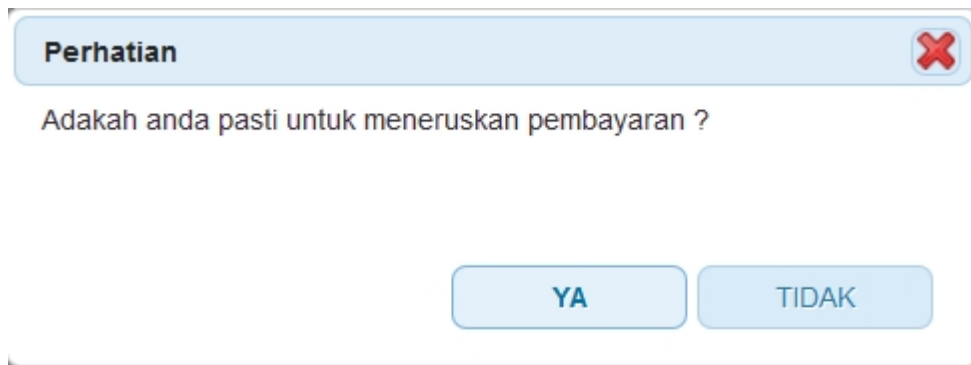 Perhatian
Adakah anda pasti untuk meneruskan pembayaran ?
YA
TIDAK